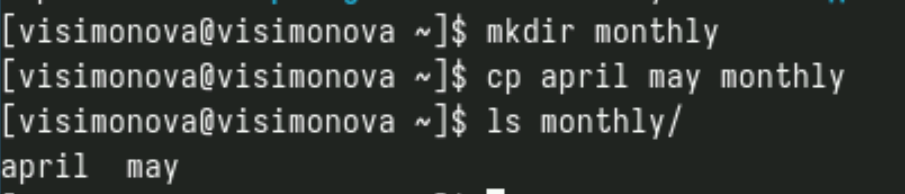 [visimonova@visimonova ~]$ mkdir monthly
[visimonova@visimonova ~]$ cp april may monthly
[visimonova@visimonova ~]$ ls monthly/
april  may